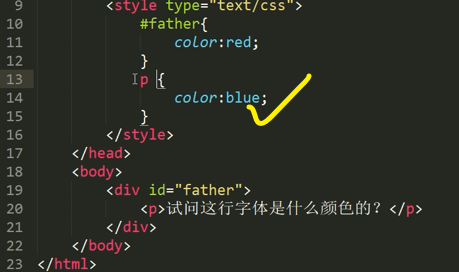 9 <style type="text/css">
10 #father{
11 color:red;
12 }
13 p {
14 color:blue;
15 }
16 </style>
17 </head>
18 <body>
19 <div id="father">
20 <p>试问这行字体是什么颜色的？</p>
21 </div>
22 </body>
23 </html>